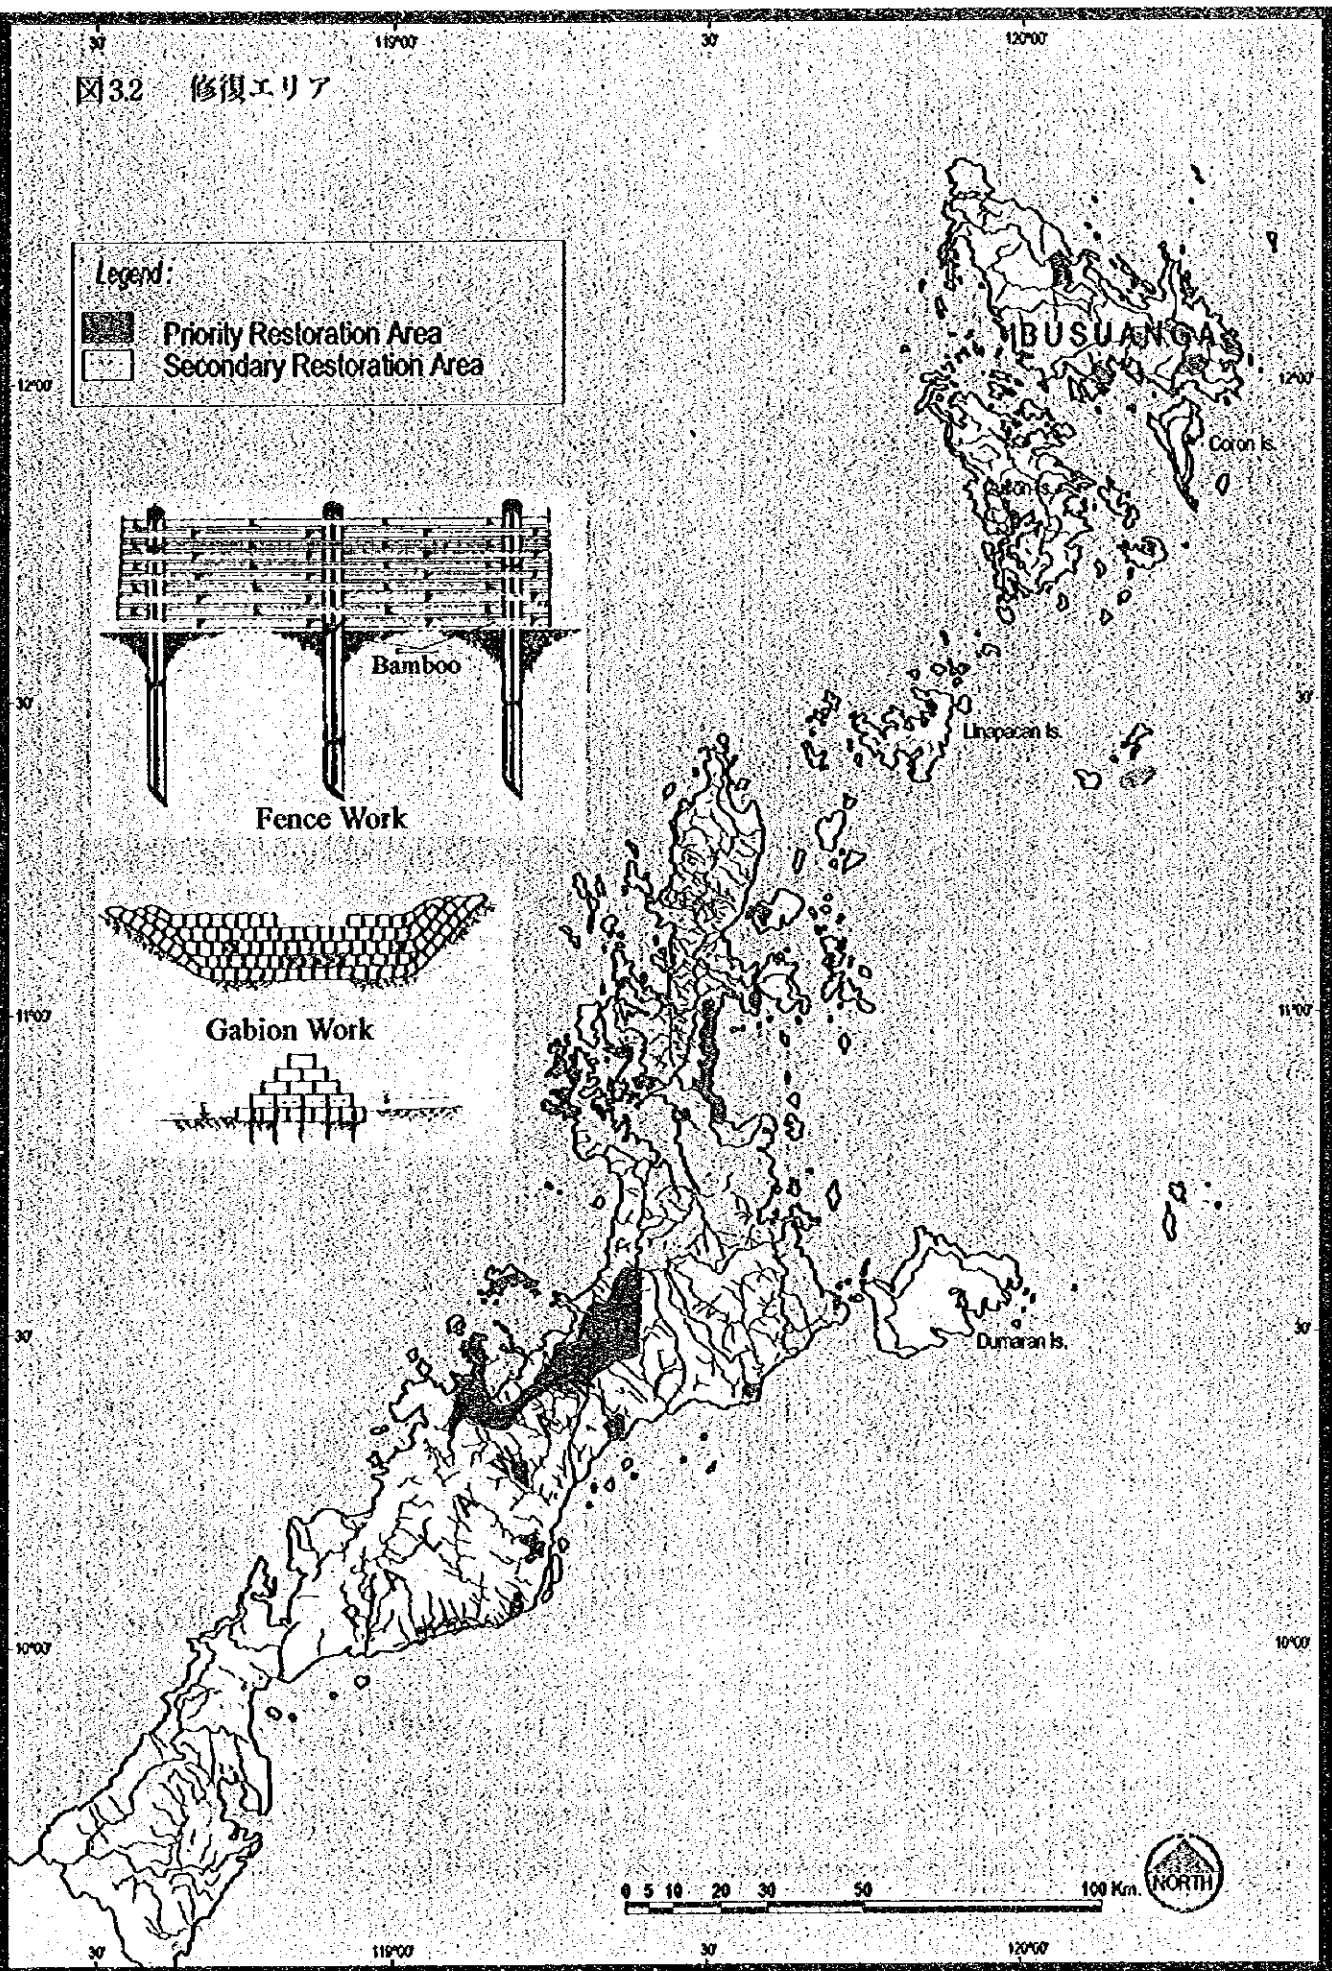 30' 119°00' 30' 120°00'
図3.2 修復エリア
Legend:
Priority Restoration Area
Secondary Restoration Area
BUSUANGA
12°00' 12°00'
Coron Is.
Bamboo
30' 30'
Linapacan Is.
Fence Work
11°00' 11°00'
Gabion Work
30' 30'
Dumaran Is.
10°00' 10°00'
NORTH
0 5 10 20 30 50 100 Km.
30' 119°00' 30' 120°00'